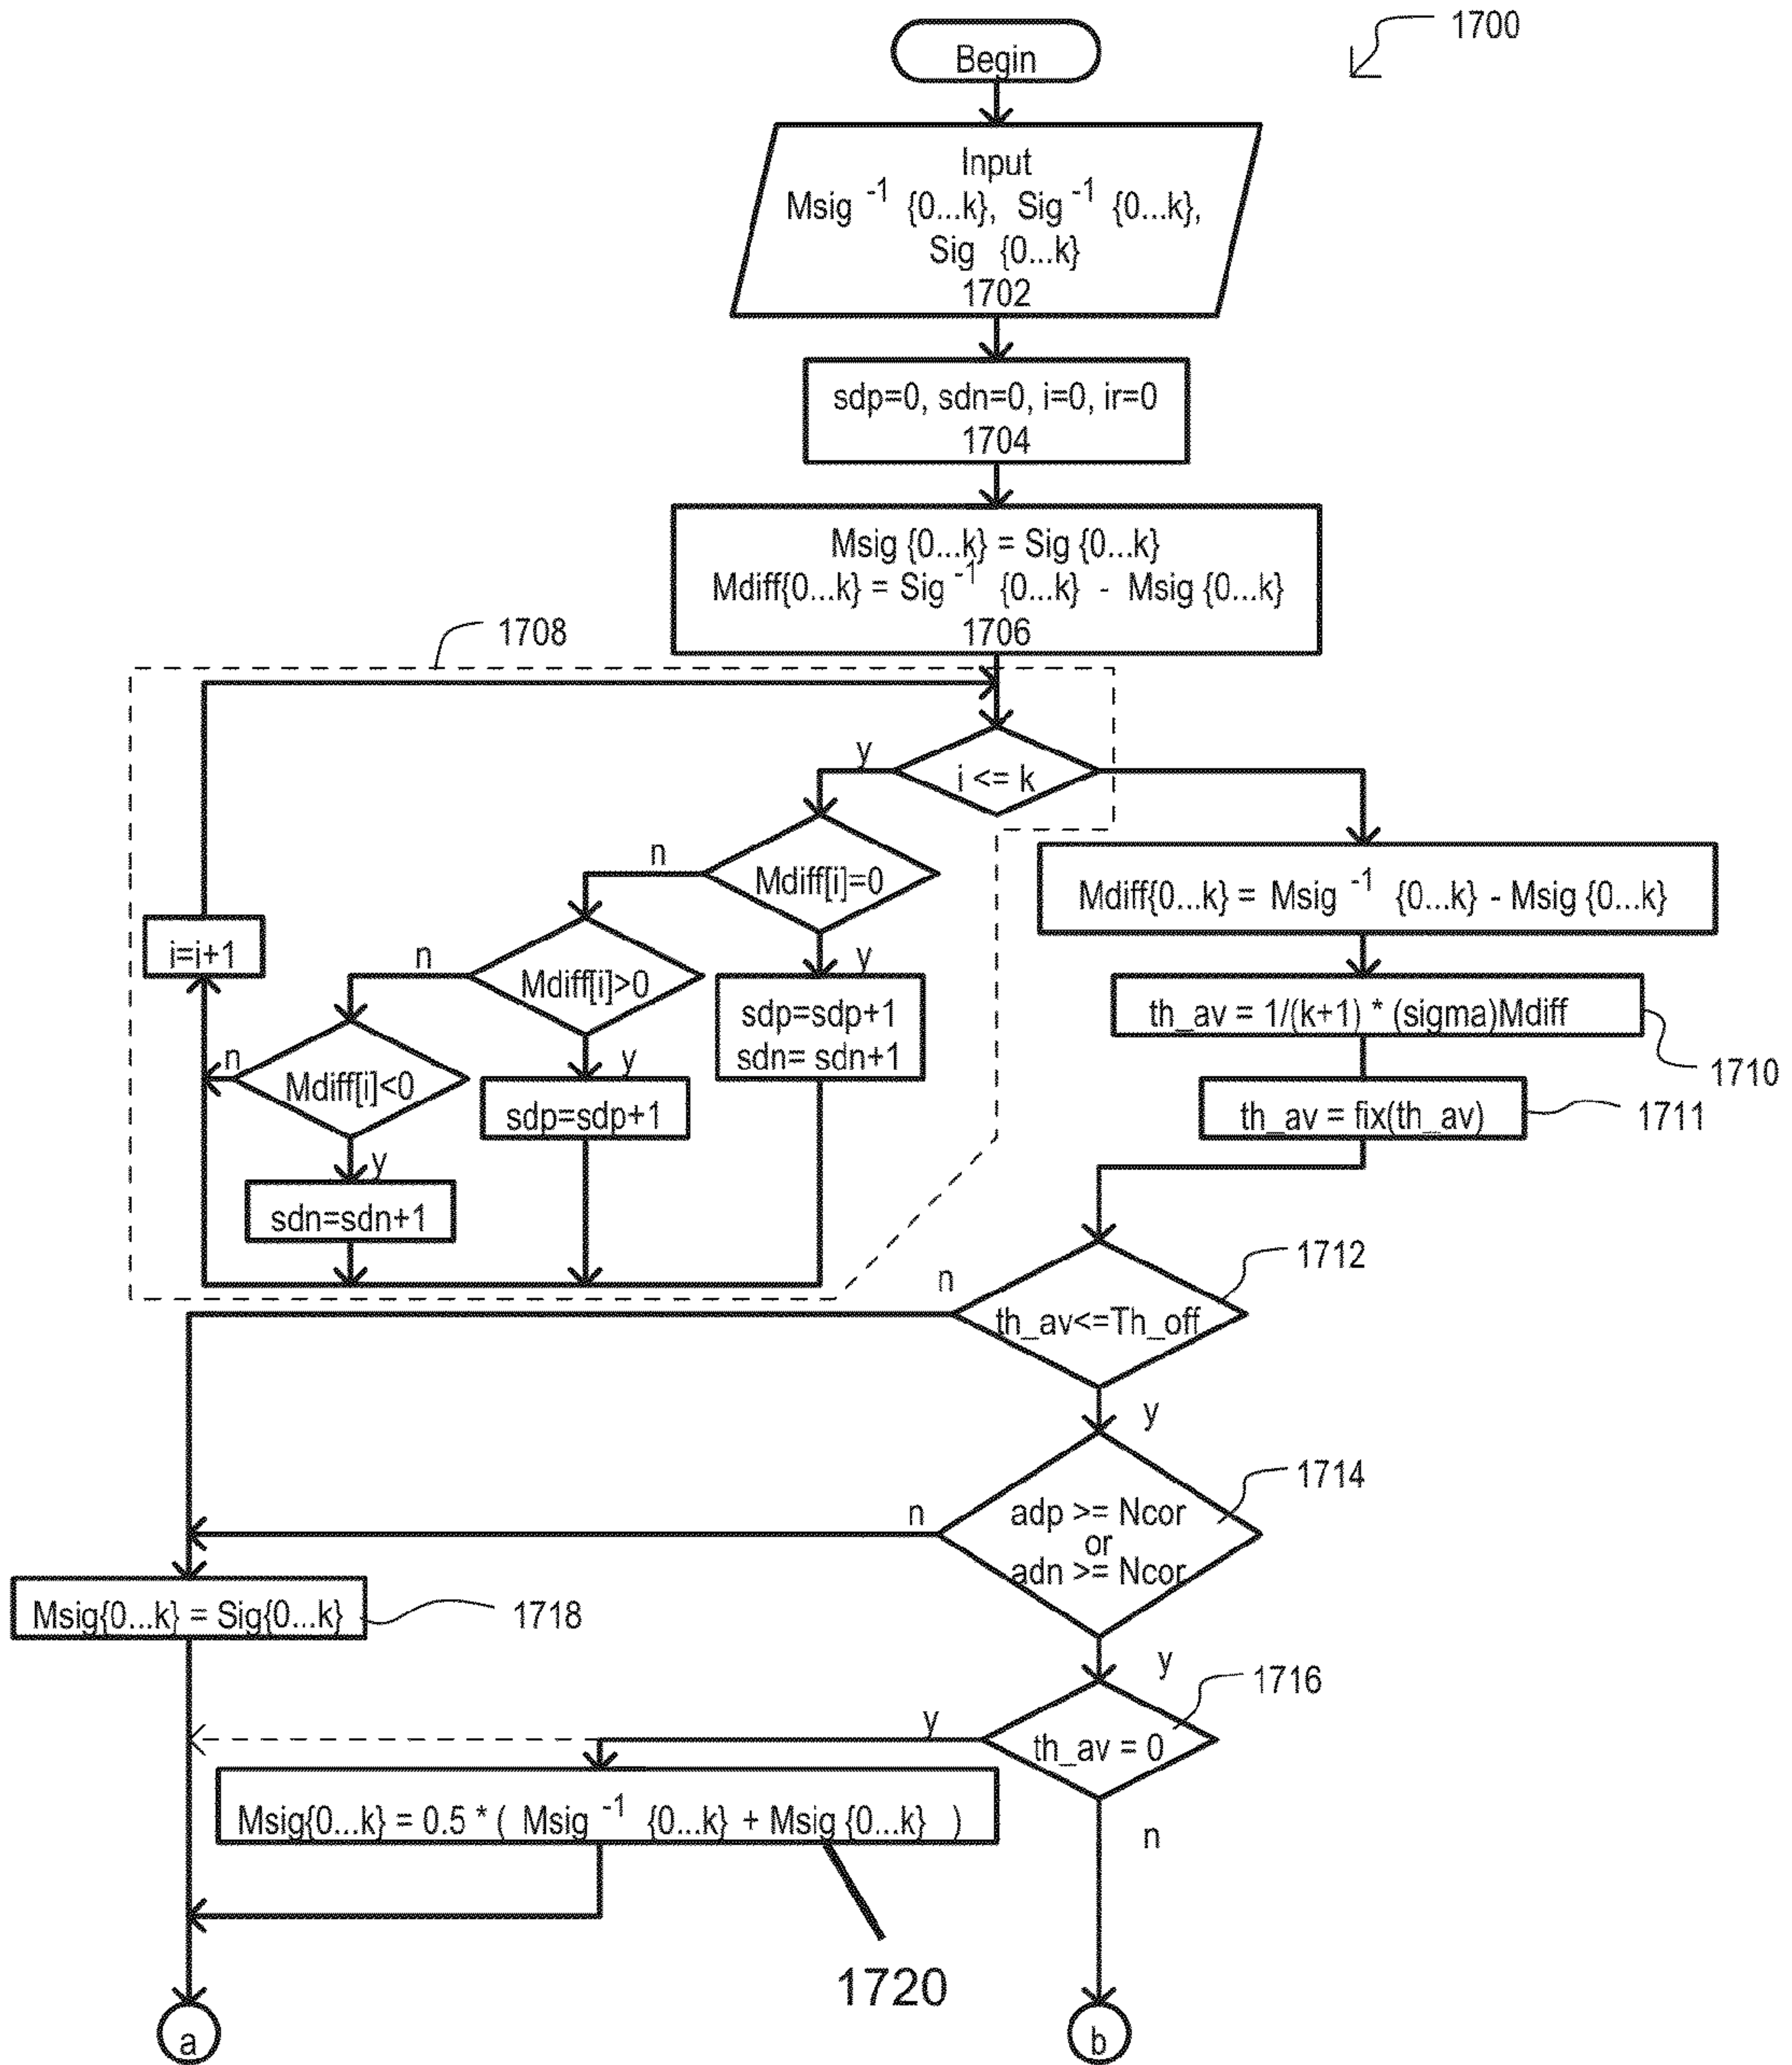 1700
Begin
Input
Msig -1 {0...k}, Sig -1 {0...k},
Sig {0...k}
1702
sdp=0, sdn=0, i=0, ir=0
1704
Msig {0...k} = Sig {0...k}
Mdiff{0...k} = Sig -1 {0...k} - Msig {0...k}
1706
1708
y
i <= k
n
Mdiff[i]=0
Mdiff{0...k} = Msig -1 {0...k} - Msig {0...k}
i=i+1
n
Mdiff[i]>0
y
sdp=sdp+1
sdn= sdn+1
th_av = 1/(k+1) * (sigma)Mdiff
1710
n
Mdiff[i]<0
y
sdp=sdp+1
th_av = fix(th_av)
1711
y
sdn=sdn+1
1712
n
th_av<=Th_off
y
1714
n
adp >= Ncor
or
adn >= Ncor
Msig{0...k} = Sig{0...k}
1718
y
1716
y
th_av = 0
Msig{0...k} = 0.5 * ( Msig -1 {0...k} + Msig {0...k} )
n
1720
a
b